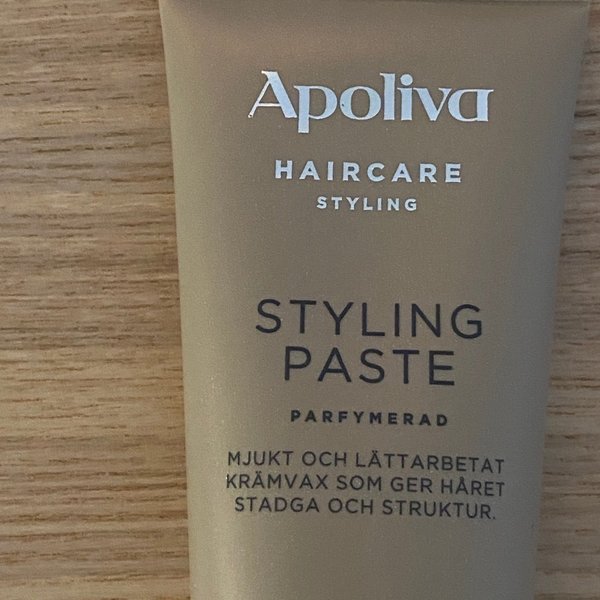 Apoliva
HAIRCARE
STYLING
STYLING
PASTE
PARFYMERAD
MJUKT OCH LÄTTARBETAT
KRÄMVAX SOM GER HÅRET
STADGA OCH STRUKTUR.